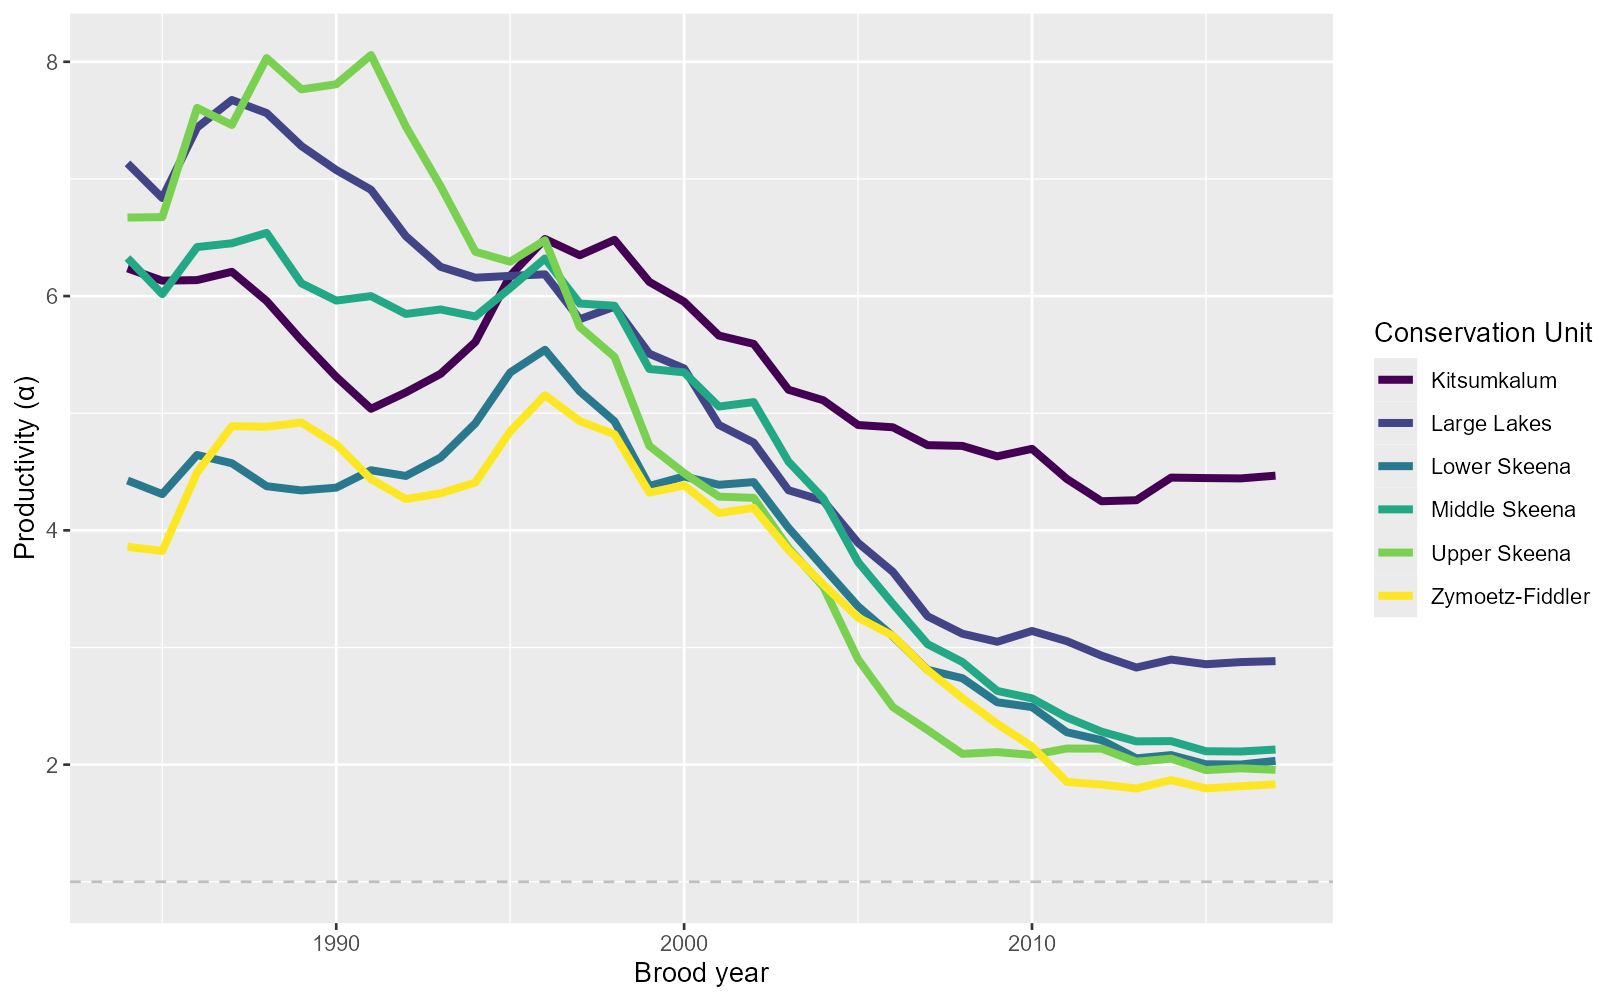 8
6
4
2
Productivity (α)
1990
2000
2010
Brood year
Conservation Unit
Kitsumkalum
Large Lakes
Lower Skeena
Middle Skeena
Upper Skeena
Zymoetz-Fiddler